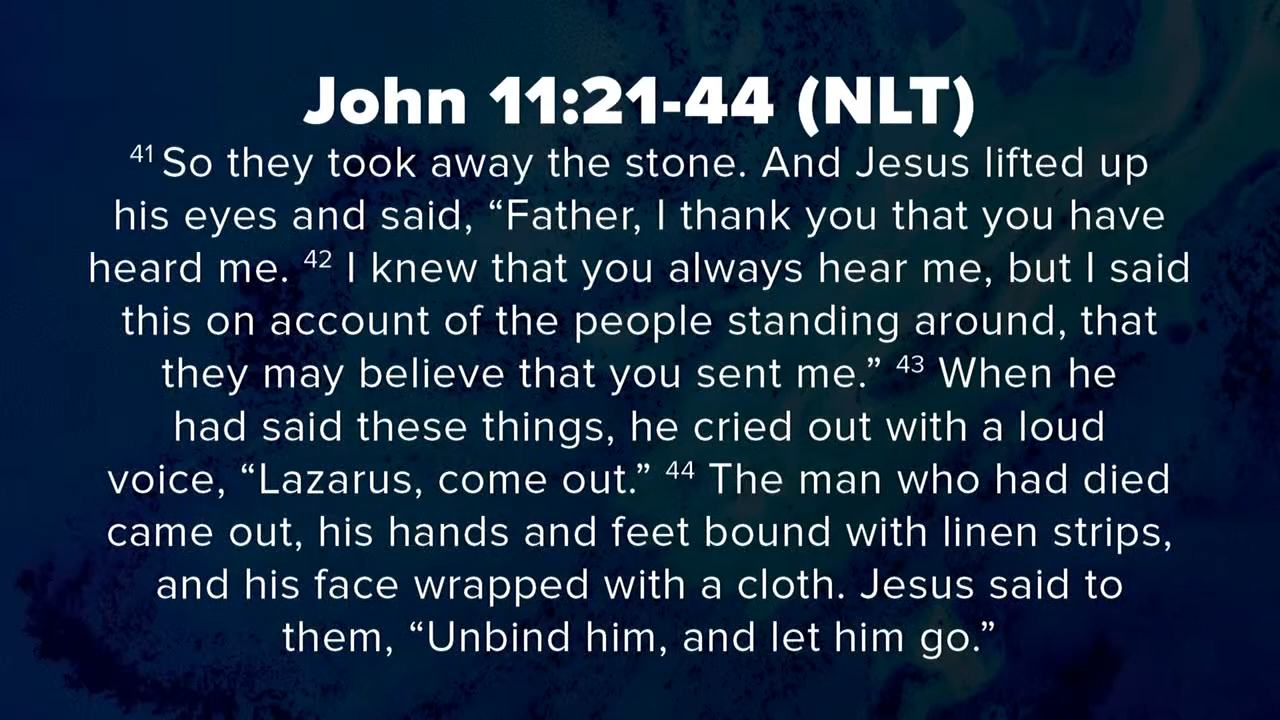 John 11:21-44 (NLT)
41 So they took away the stone. And Jesus lifted up
his eyes and said, “Father, I thank you that you have
heard me. 42 I knew that you always hear me, but I said
this on account of the people standing around, that
they may believe that you sent me.” 43 When he
had said these things, he cried out with a loud
voice, “Lazarus, come out.” 44 The man who had died
came out, his hands and feet bound with linen strips,
and his face wrapped with a cloth. Jesus said to
them, “Unbind him, and let him go.”